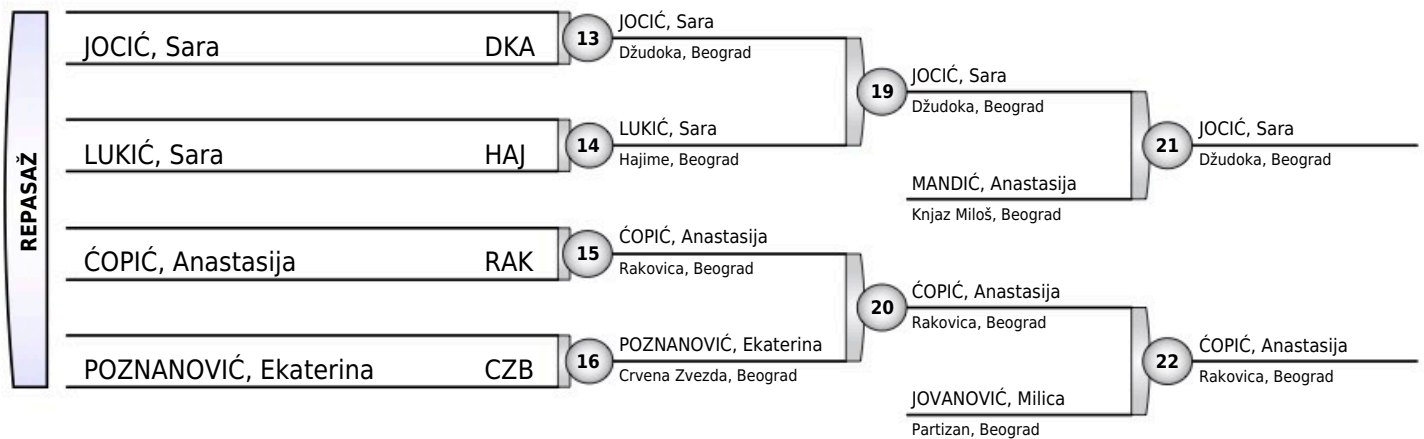 REPASAŽ
JOCIĆ, Sara DKA
13
JOCIĆ, Sara
Džudoka, Beograd
LUKIĆ, Sara HAJ
14
LUKIĆ, Sara
Hajime, Beograd
19
JOCIĆ, Sara
Džudoka, Beograd
MANDIĆ, Anastasija
Knjaz Miloš, Beograd
21
JOCIĆ, Sara
Džudoka, Beograd
ĆOPIĆ, Anastasija RAK
15
ĆOPIĆ, Anastasija
Rakovica, Beograd
POZNANOVIĆ, Ekaterina CZB
16
POZNANOVIĆ, Ekaterina
Crvena Zvezda, Beograd
20
ĆOPIĆ, Anastasija
Rakovica, Beograd
JOVANOVIĆ, Milica
Partizan, Beograd
22
ĆOPIĆ, Anastasija
Rakovica, Beograd